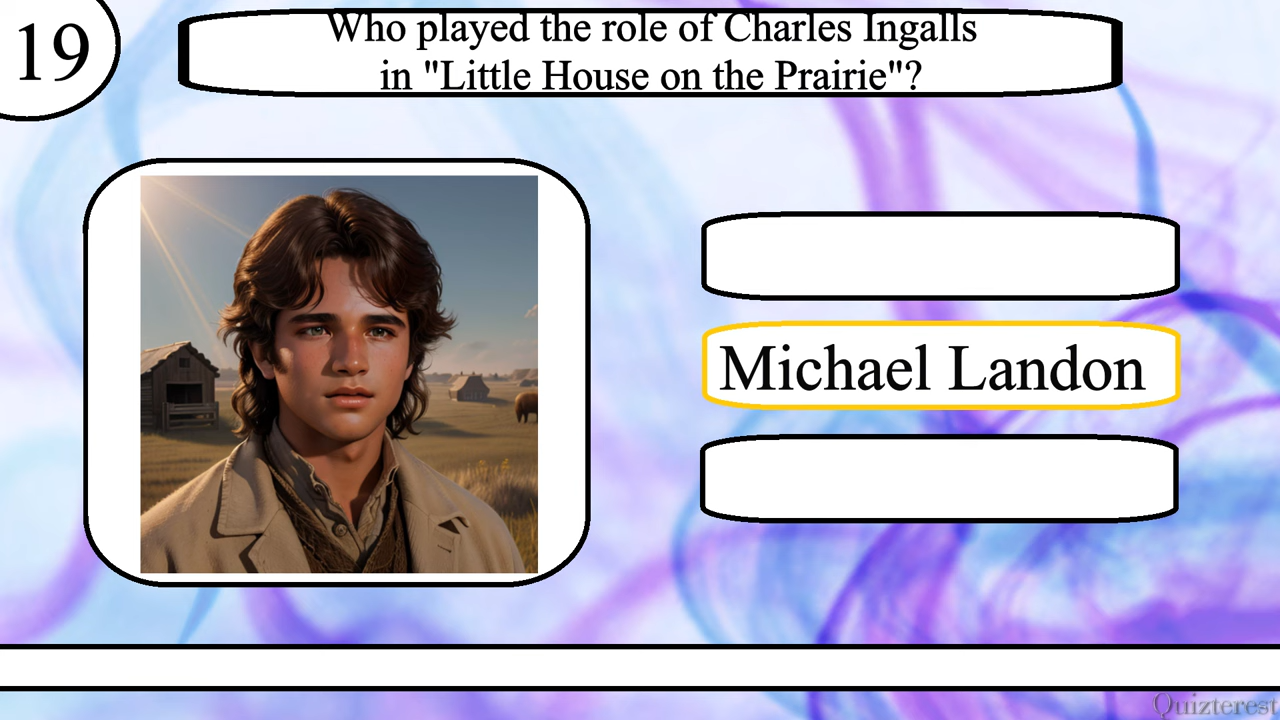 19
Who played the role of Charles Ingalls
in "Little House on the Prairie"?
Michael Landon
Quizterest